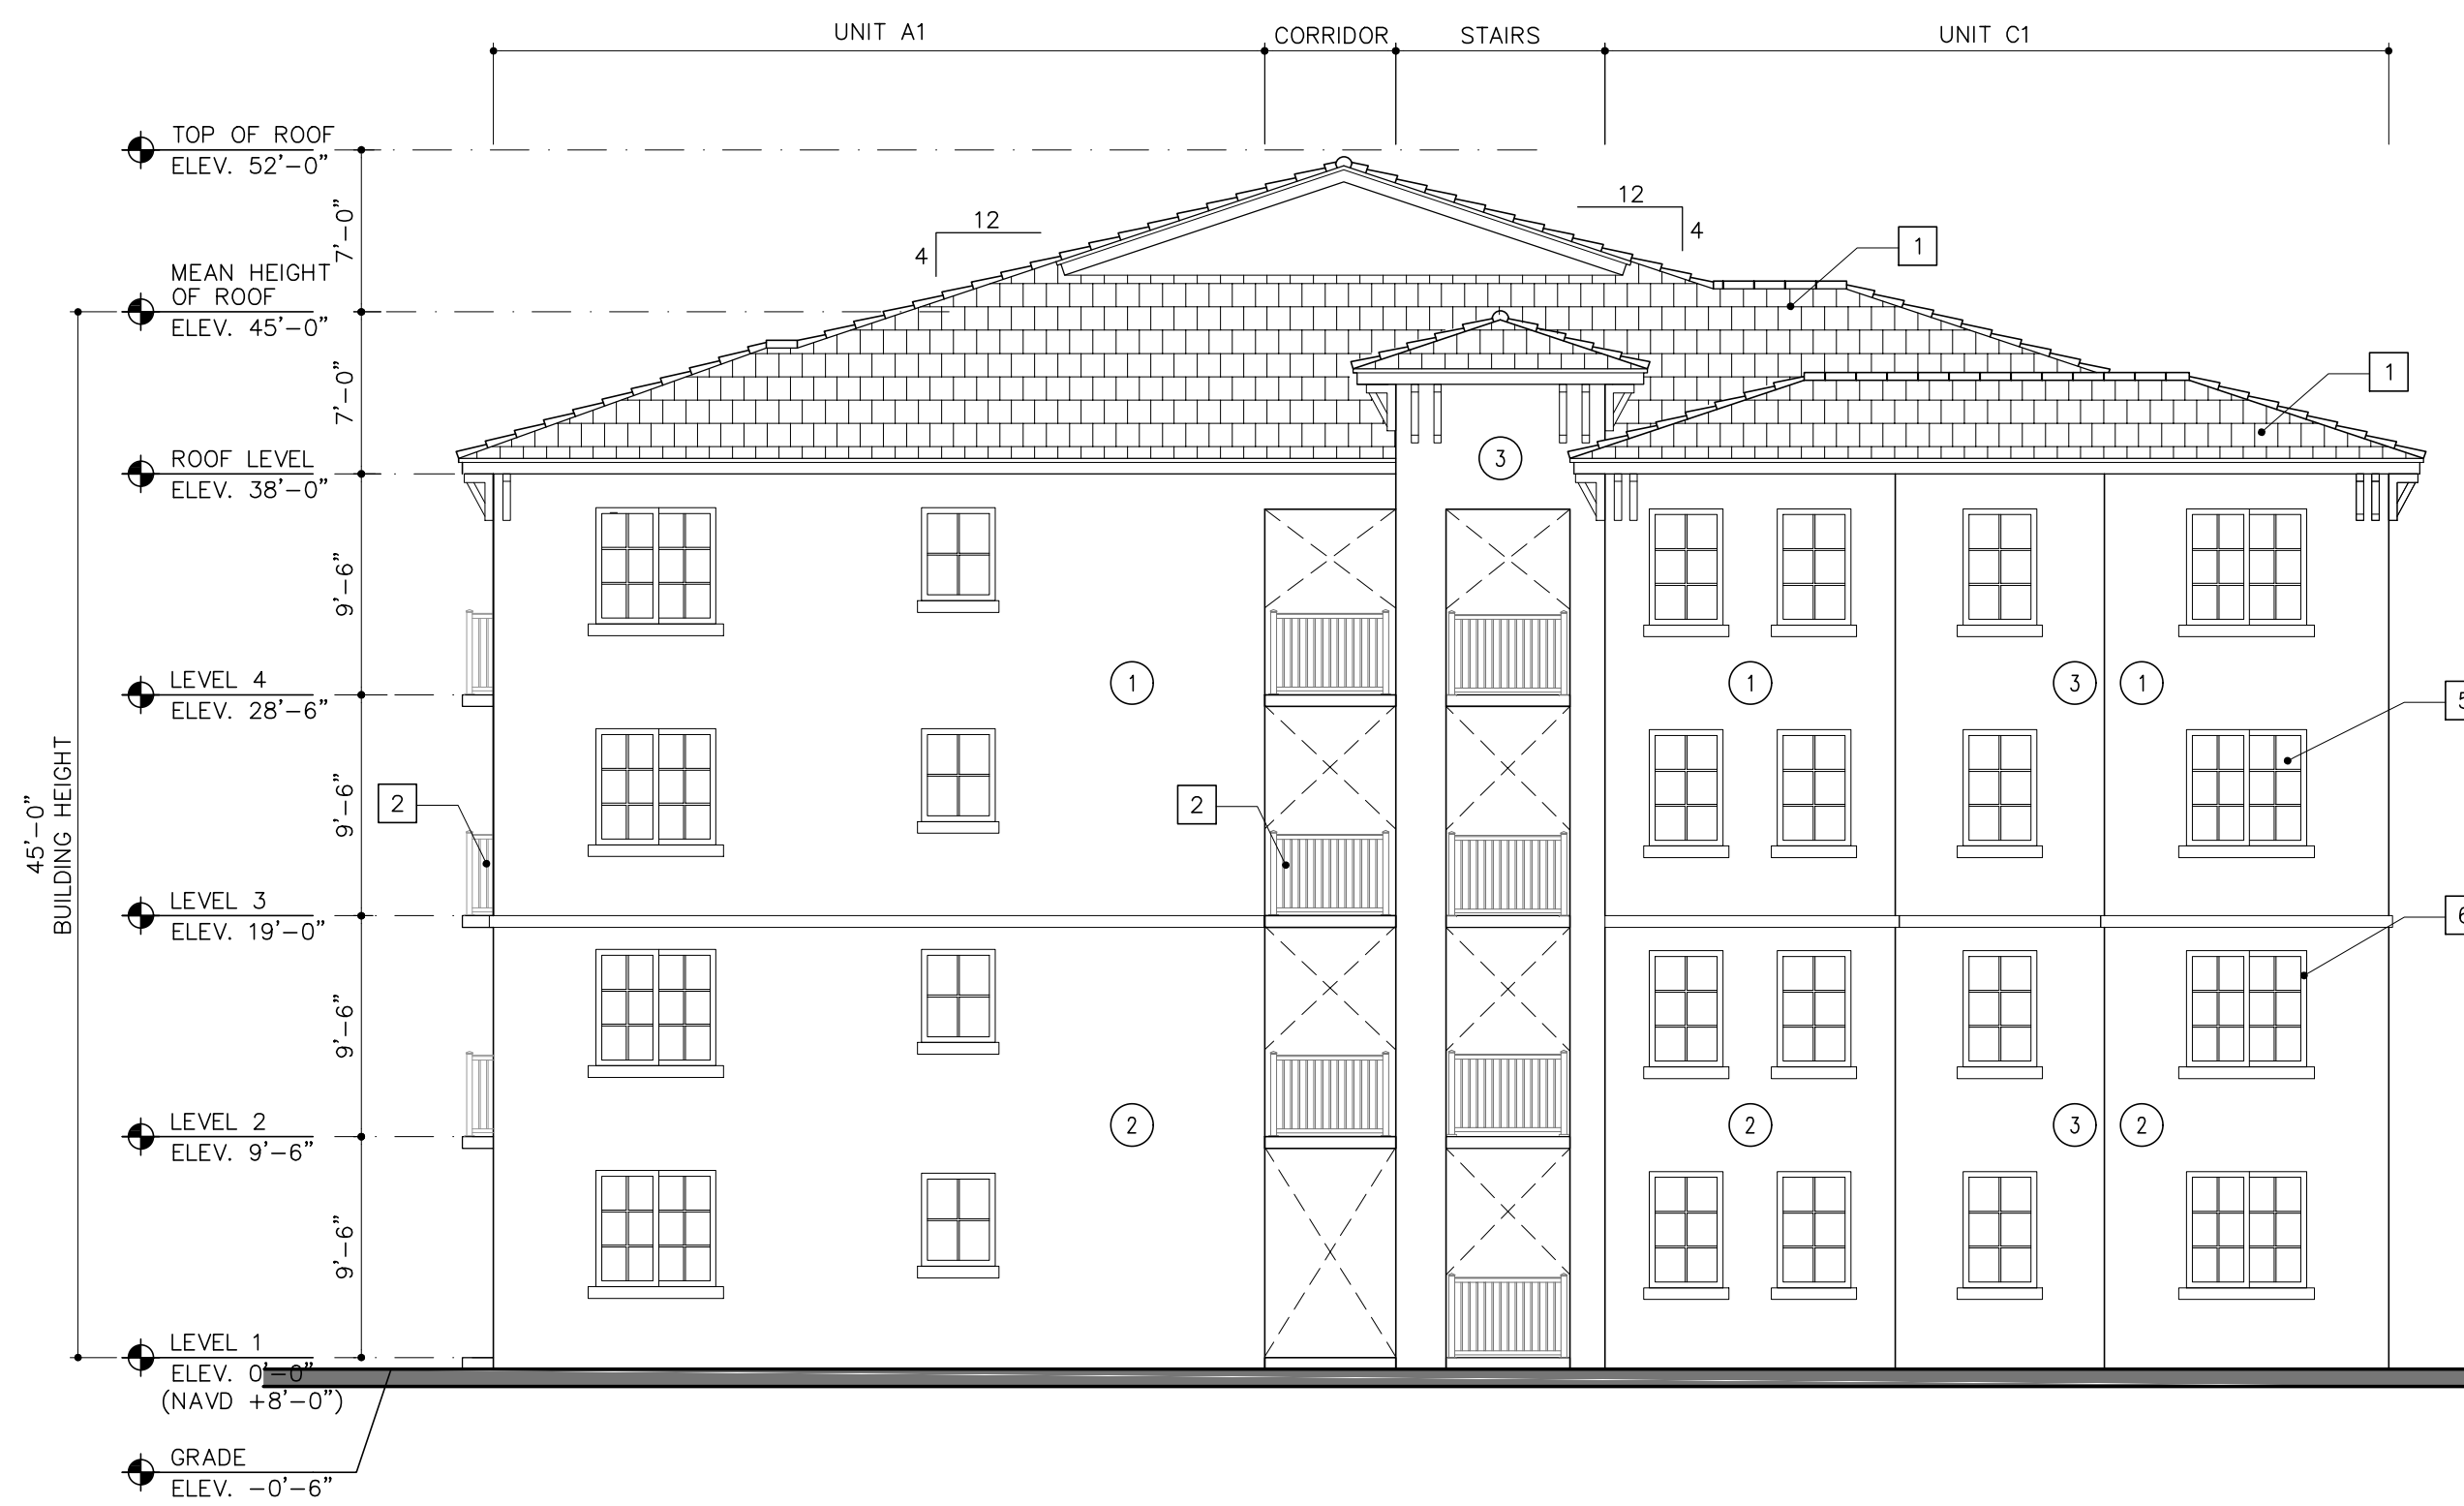 UNIT A1
CORRIDOR
STAIRS
UNIT C1
TOP OF ROOF
ELEV. 52'-0"
7'-0"
12
4
12
4
1
MEAN HEIGHT
OF ROOF
ELEV. 45'-0"
7'-0"
1
ROOF LEVEL
ELEV. 38'-0"
3
9'-6"
LEVEL 4
ELEV. 28'-6"
1
1
3
1
5
45'-0"
BUILDING HEIGHT
9'-6"
2
2
LEVEL 3
ELEV. 19'-0"
6
9'-6"
LEVEL 2
ELEV. 9'-6"
2
2
3
2
9'-6"
LEVEL 1
ELEV. 0'-0"
(NAVD +8'-0")
GRADE
ELEV. -0'-6"